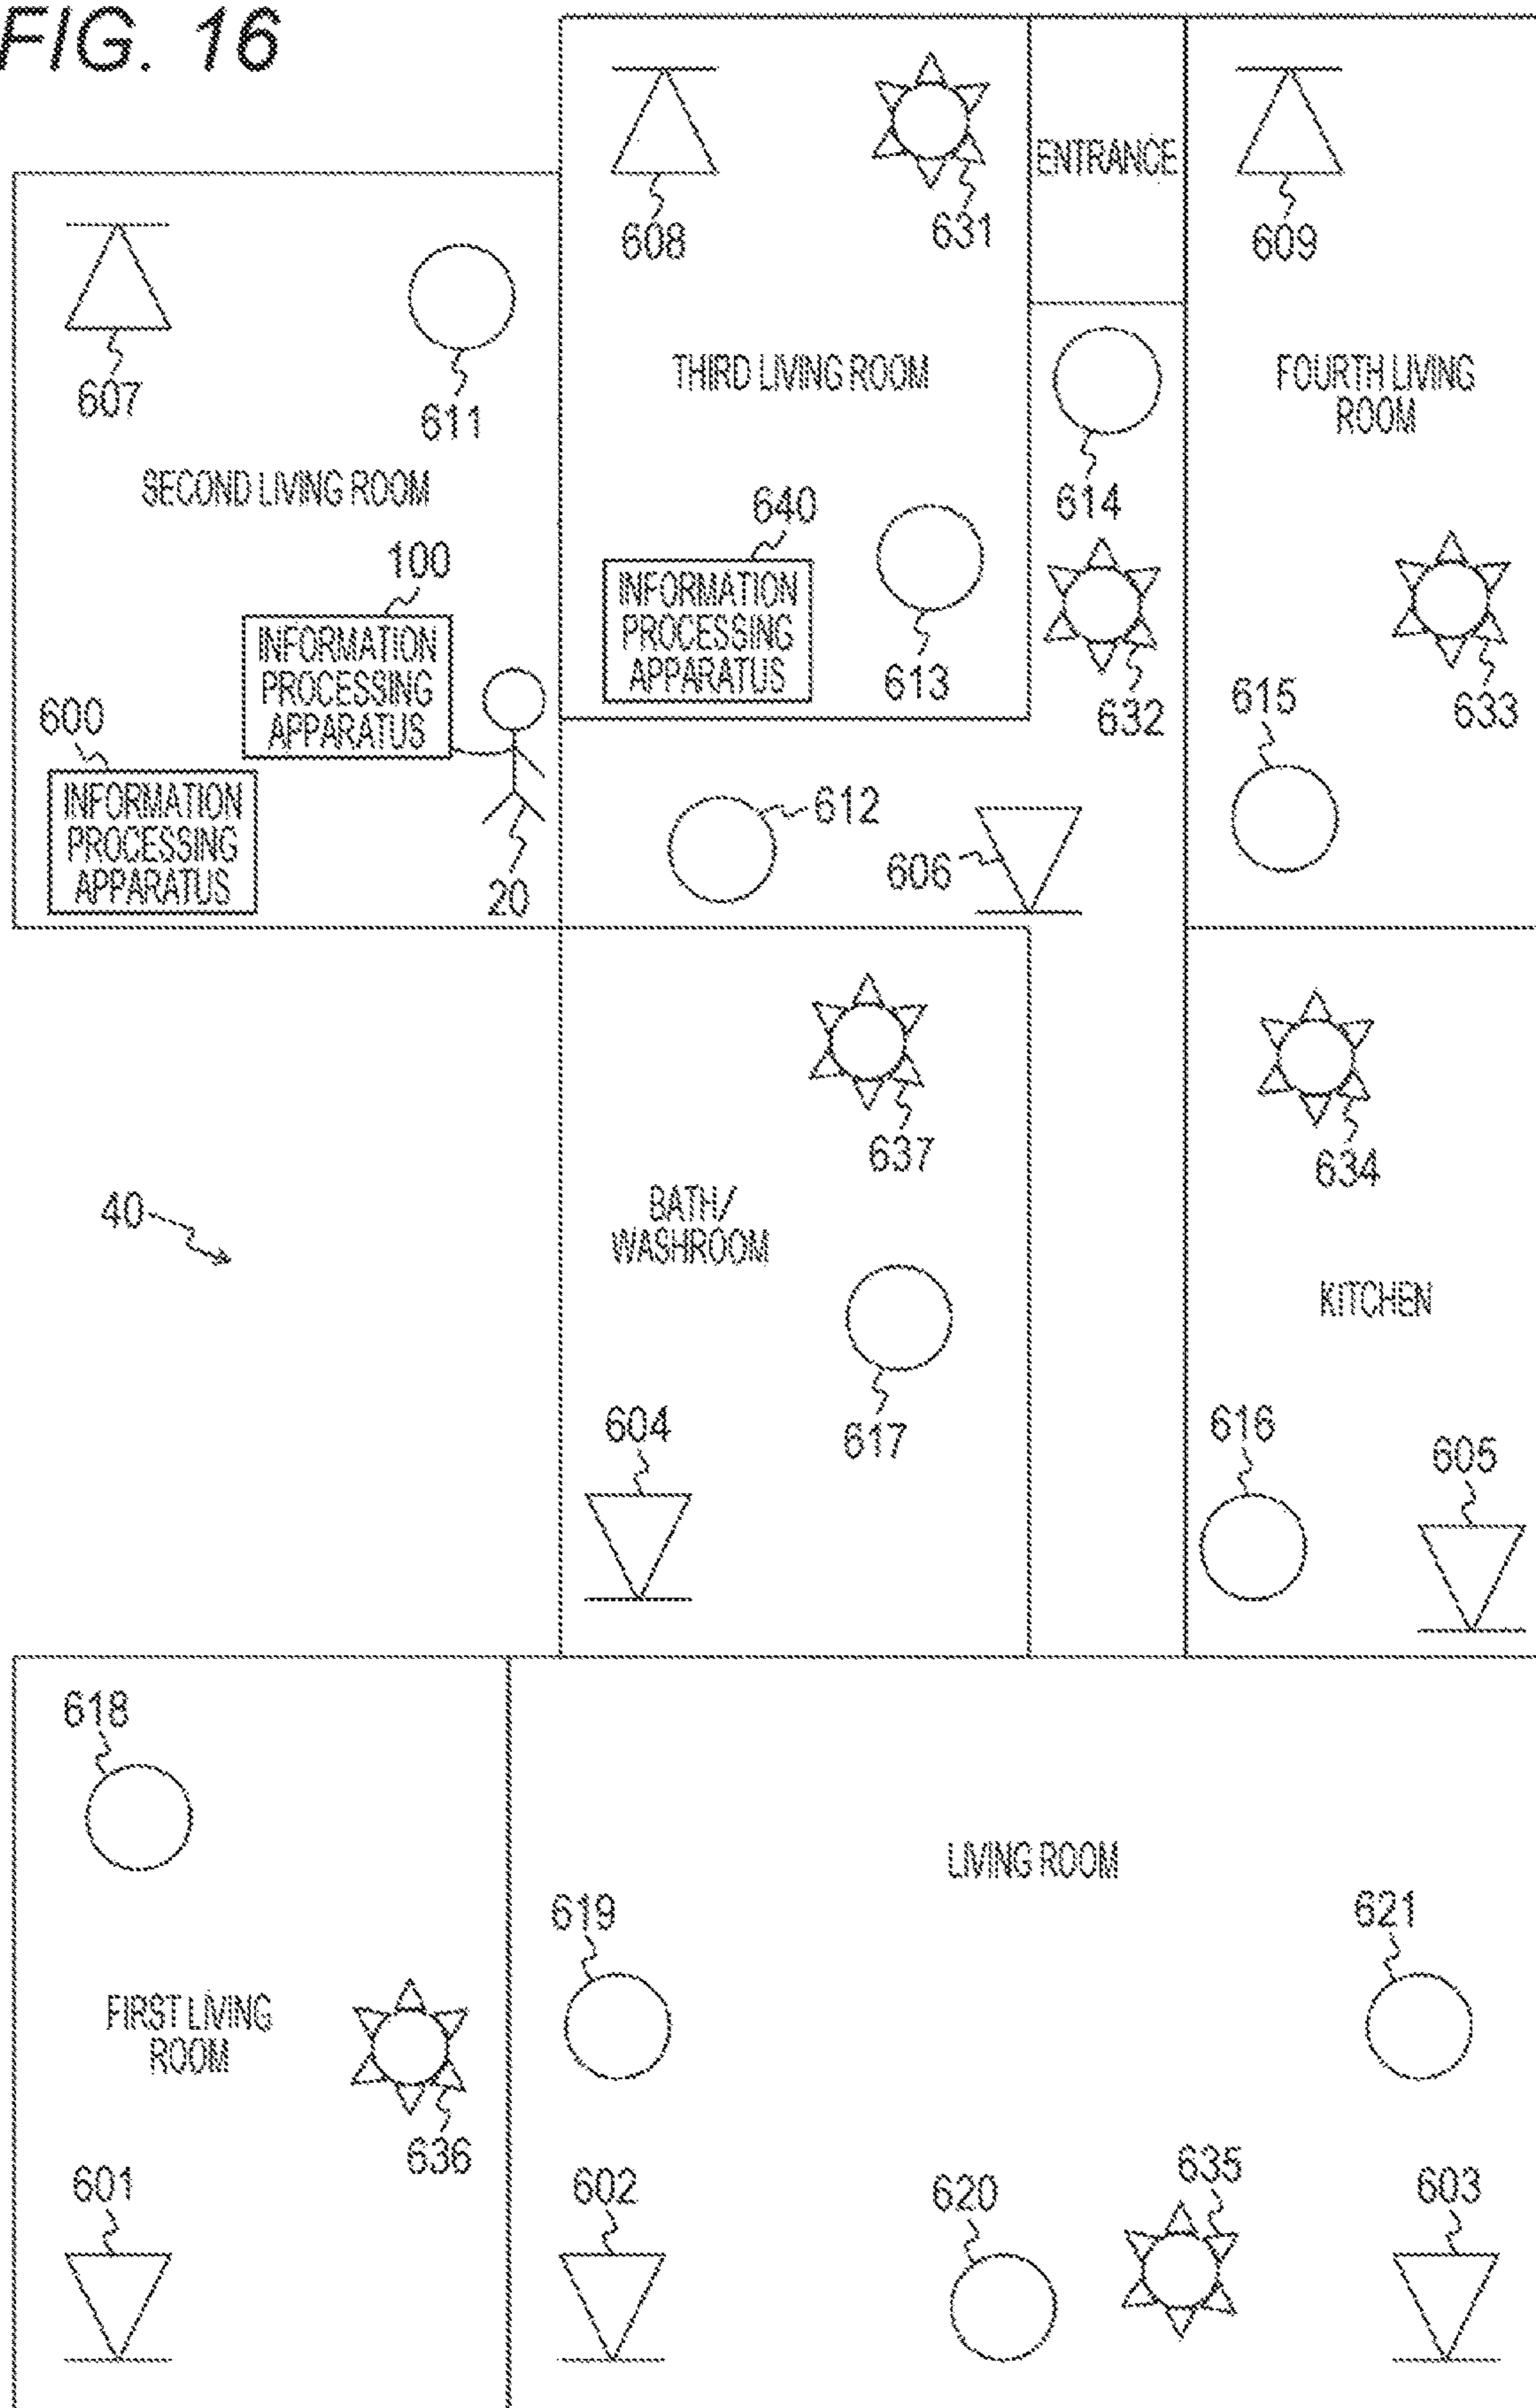 FIG. 16
608
631
ENTRANCE
609
607
611
SECOND LIVING ROOM
THIRD LIVING ROOM
614
FOURTH LIVING
ROOM
100
INFORMATION
PROCESSING
APPARATUS
600
INFORMATION
PROCESSING
APPARATUS
20
640
INFORMATION
PROCESSING
APPARATUS
613
632
615
633
612
606
40
637
BATH/
WASHROOM
617
604
634
KITCHEN
616
605
618
FIRST LIVING
ROOM
636
601
LIVING ROOM
619
621
602
620
635
603